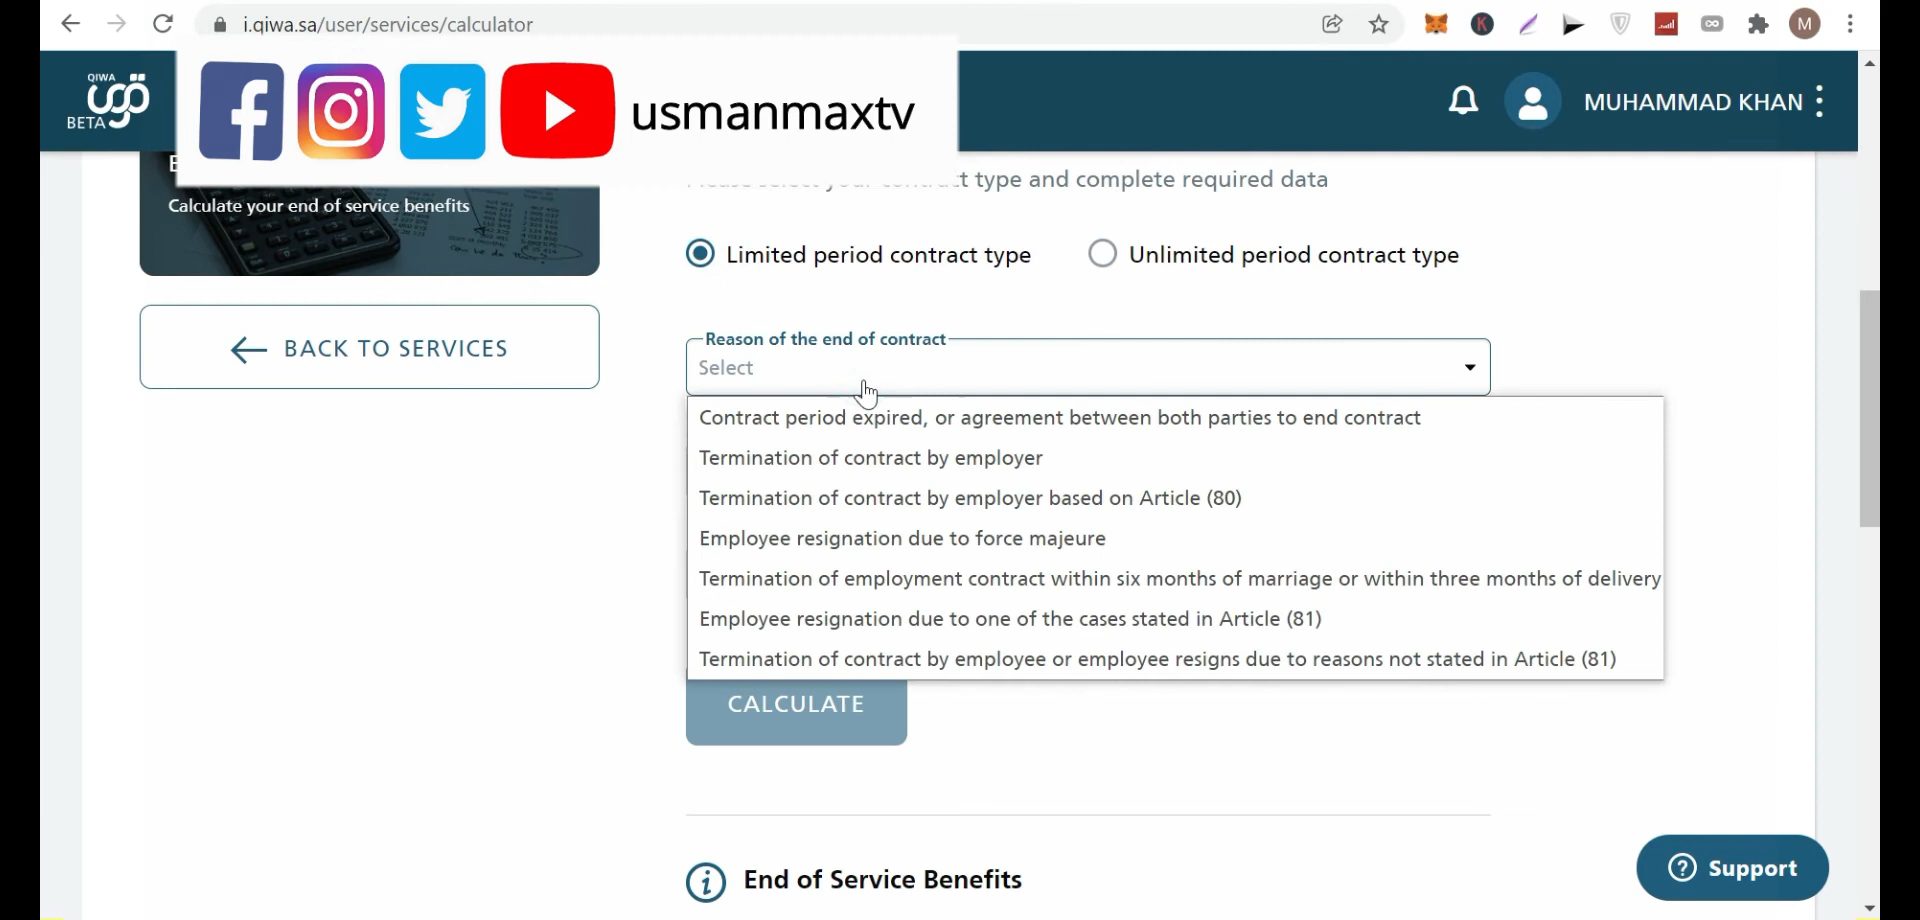 i.qiwa.sa/user/services/calculator
M
QIWA
قوى
BETA
usmanmaxtv
MUHAMMAD KHAN
type and complete required data
Calculate your end of service benefits
Limited period contract type
Unlimited period contract type
BACK TO SERVICES
Reason of the end of contract
Select
Contract period expired, or agreement between both parties to end contract
Termination of contract by employer
Termination of contract by employer based on Article (80)
Employee resignation due to force majeure
Termination of employment contract within six months of marriage or within three months of delivery
Employee resignation due to one of the cases stated in Article (81)
Termination of contract by employee or employee resigns due to reasons not stated in Article (81)
CALCULATE
End of Service Benefits
Support